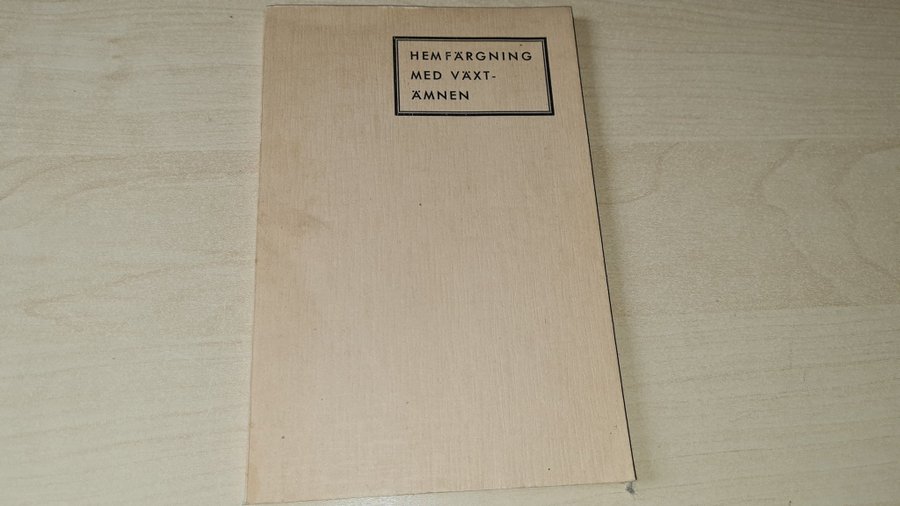 HEMFÄRGNING
MED VÄXT-
ÄMNEN